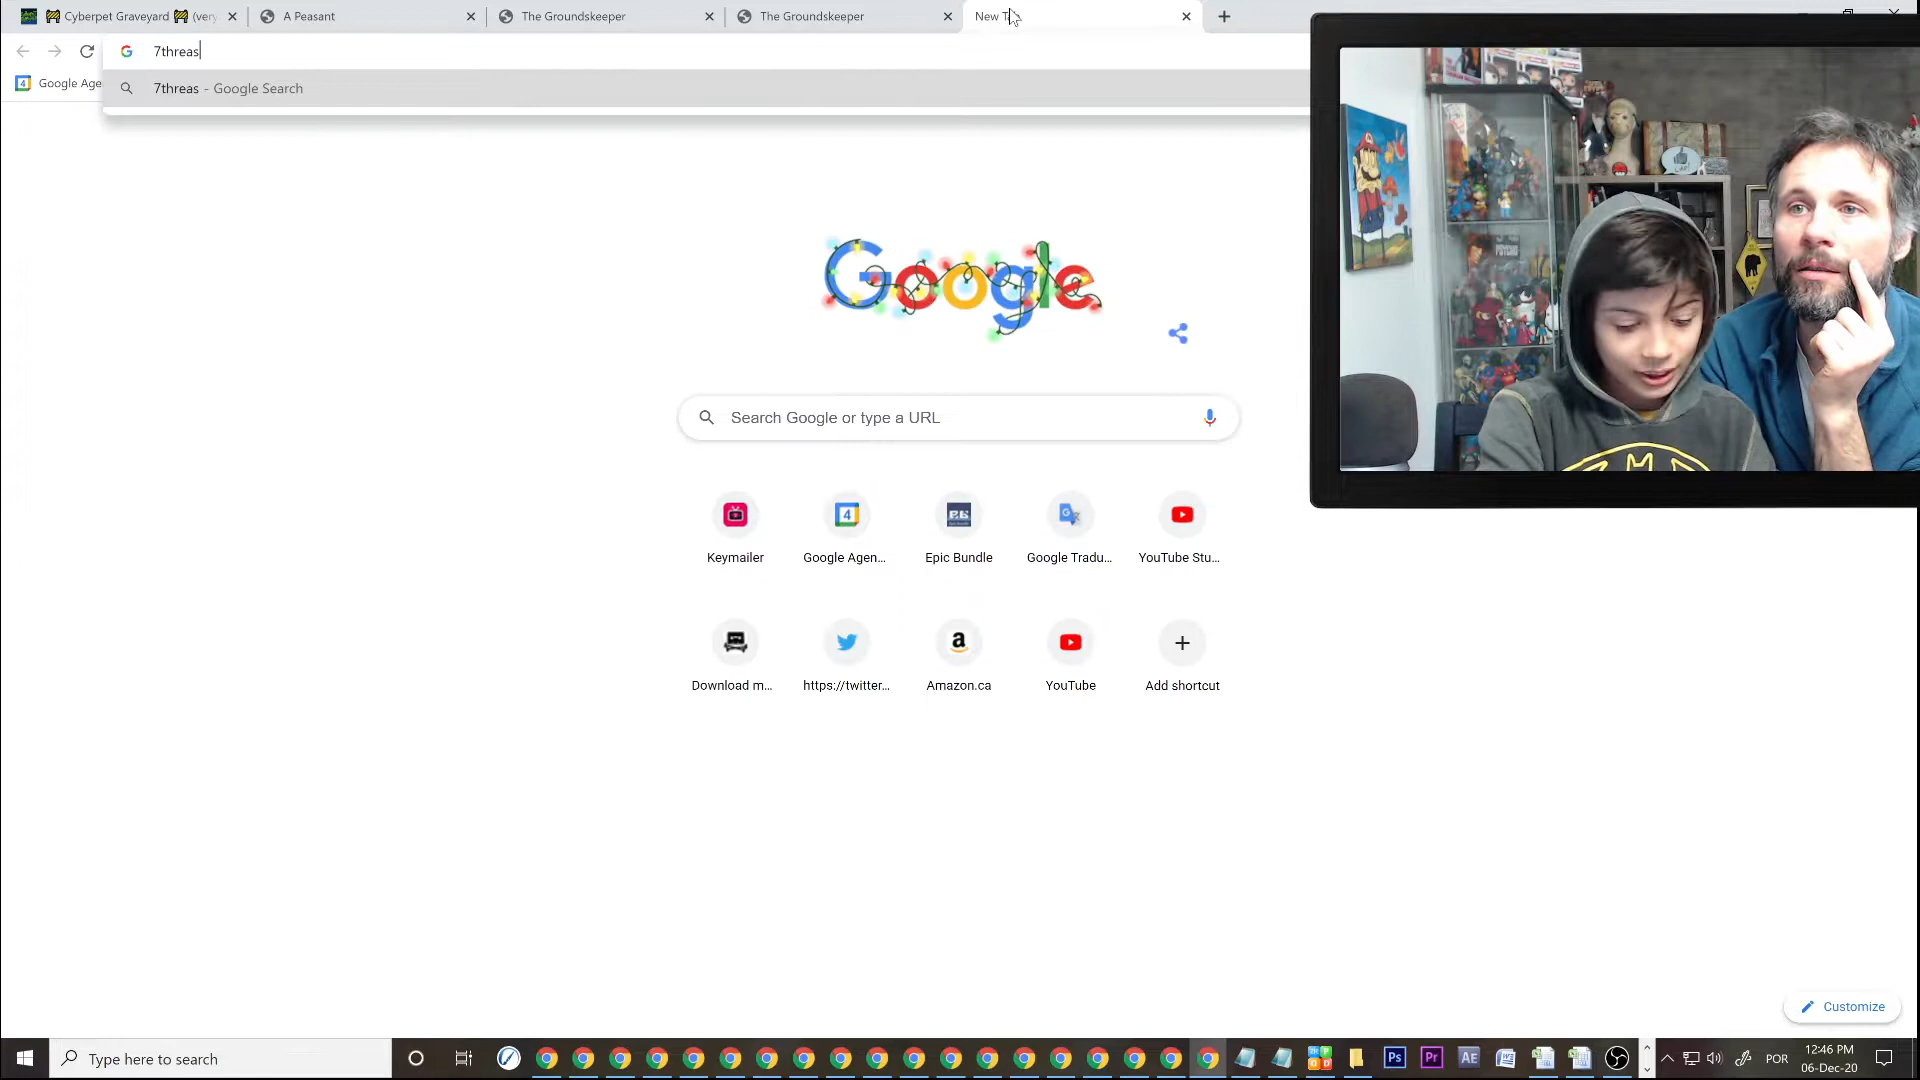 Cyberpet Graveyard (very
A Peasant
The Groundskeeper
The Groundskeeper
New T
7threas
7threas - Google Search
Google Age
Google
Search Google or type a URL
Keymailer
Google Agen...
Epic Bundle
Google Tradu...
YouTube Stu...
Download m...
https://twitter...
Amazon.ca
YouTube
Add shortcut
Customize
Type here to search
POR
12:46 PM
06-Dec-20